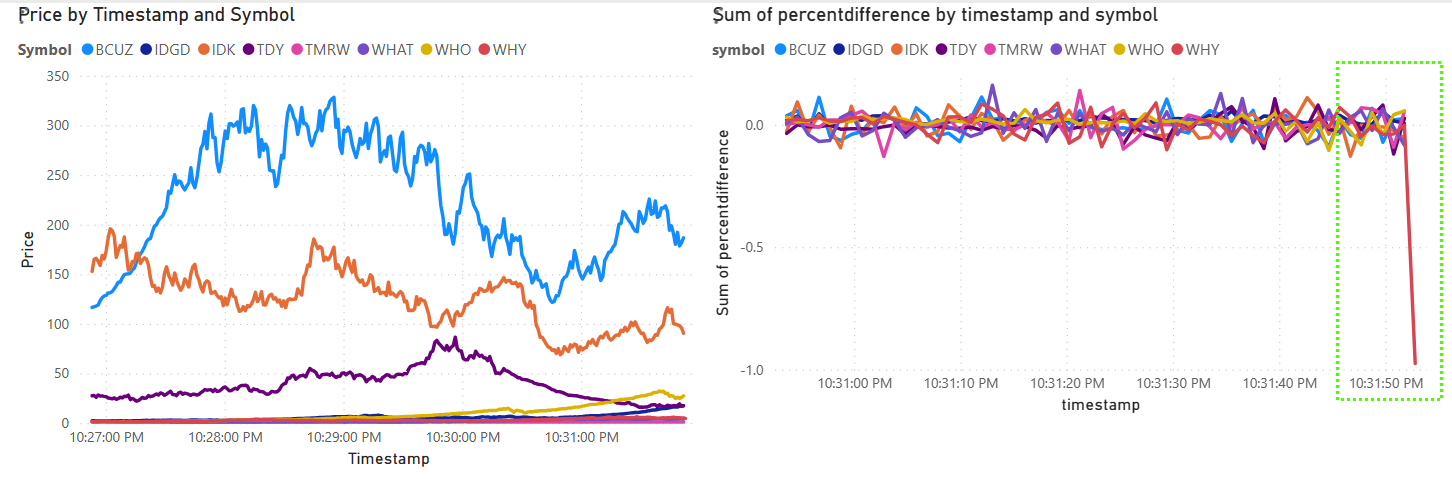 Price by Timestamp and Symbol
Symbol BCUZ IDGD IDK TDY TMRW WHAT WHO WHY
350
300
250
200
150
100
50
0
Price
10:27:00 PM 10:28:00 PM 10:29:00 PM 10:30:00 PM 10:31:00 PM
Timestamp
Sum of percentdifference by timestamp and symbol
symbol BCUZ IDGD IDK TDY TMRW WHAT WHO WHY
0.0
-0.5
-1.0
Sum of percentdifference
10:31:00 PM 10:31:10 PM 10:31:20 PM 10:31:30 PM 10:31:40 PM 10:31:50 PM
timestamp